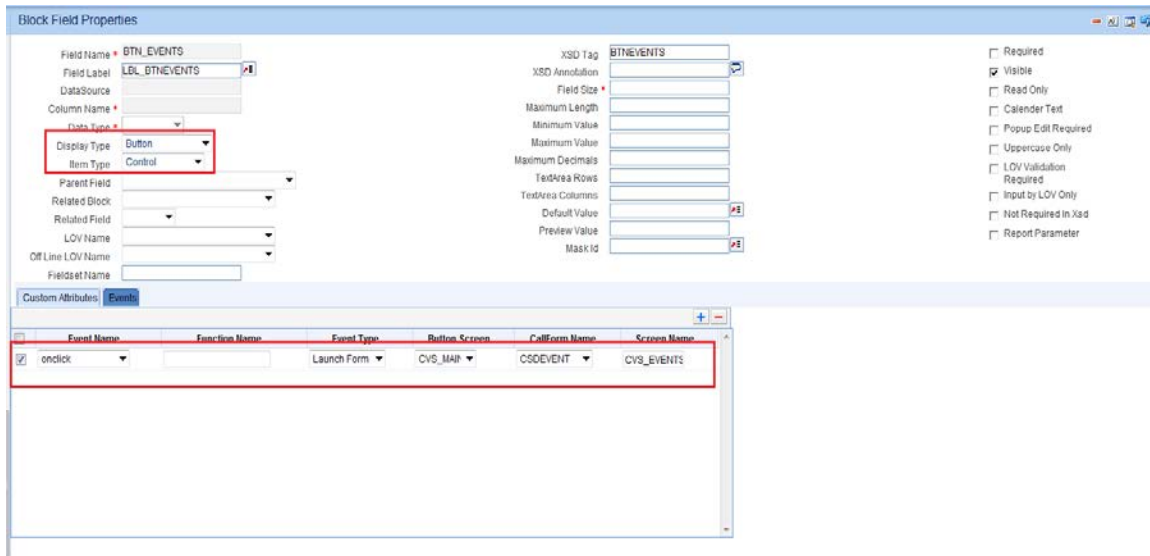 Block Field Properties
Field Name * BTN_EVENTS
Field Label LBL_BTNEVENTS
DataSource
Column Name *
Data Type *
Display Type Button
Item Type Control
Parent Field
Related Block
Related Field
LOV Name
Off Line LOV Name
Fieldset Name
XSD Tag BTNEVENTS
XSD Annotation
Field Size *
Maximum Length
Minimum Value
Maximum Value
Maximum Decimals
TextArea Rows
TextArea Columns
Default Value
Preview Value
Mask Id
Required
Visible
Read Only
Calender Text
Popup Edit Required
Uppercase Only
LOV Validation
Required
Input by LOV Only
Not Required In Xsd
Report Parameter
Custom Attributes Events
Event Name Function Name Event Type Button Screen CallForm Name Screen Name
onclick Launch Form CVS_MAIN CSDEVENT CVS_EVENTS